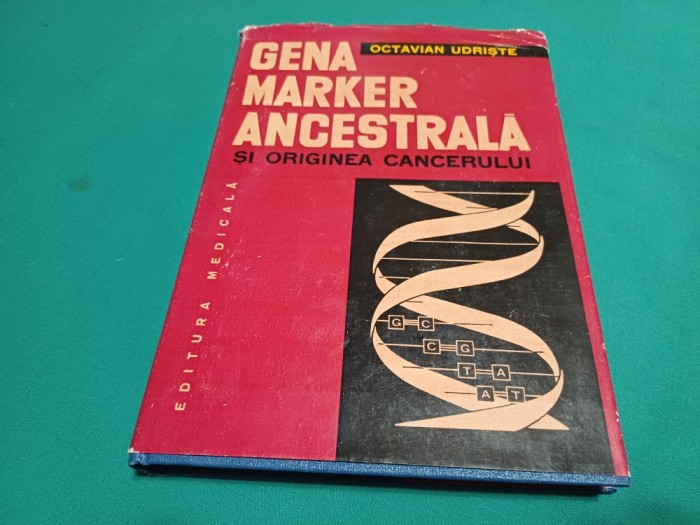 OCTAVIAN UDRIȘTE
GENA
MARKER
ANCESTRALĂ
ȘI ORIGINEA CANCERULUI
EDITURA MEDICALĂ
G C
C G
T A
A T